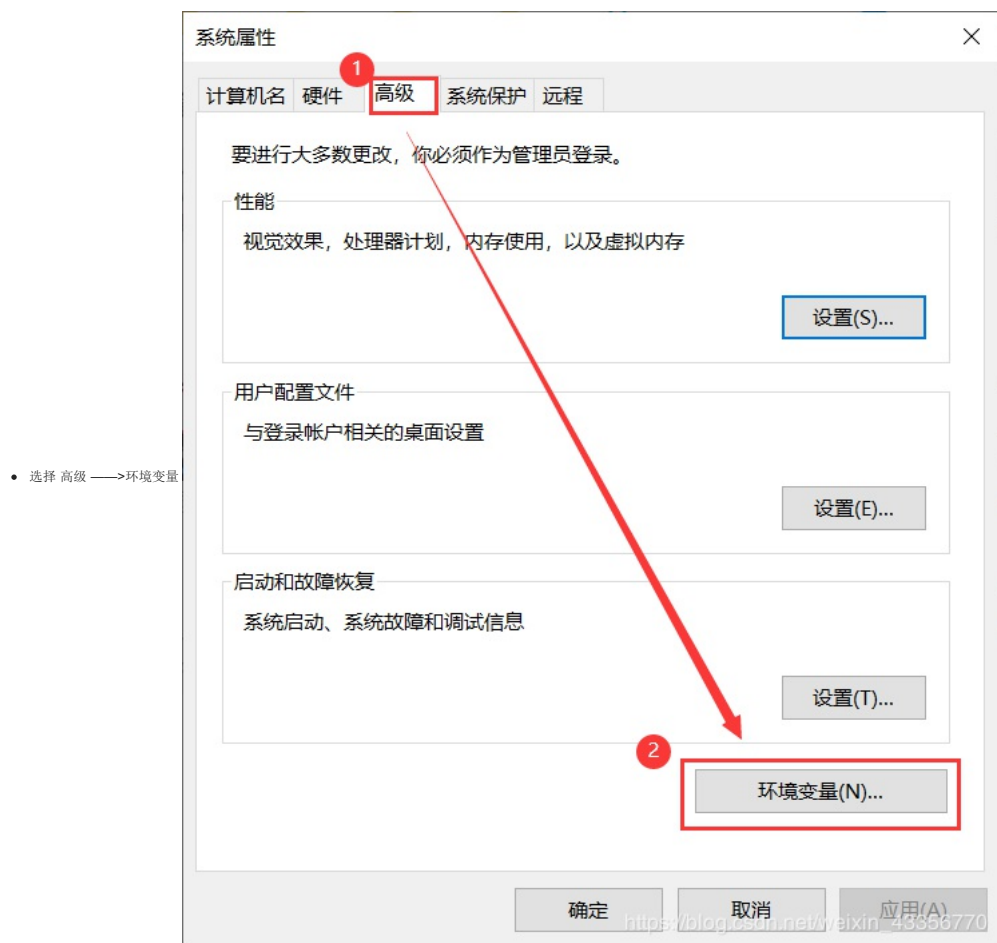 系统属性
1
计算机名 硬件 高级 系统保护 远程
要进行大多数更改，你必须作为管理员登录。
性能
视觉效果，处理器计划，内存使用，以及虚拟内存
设置(S)...
用户配置文件
与登录帐户相关的桌面设置
• 选择 高级 ——>环境变量
设置(E)...
启动和故障恢复
系统启动、系统故障和调试信息
设置(T)...
2
环境变量(N)...
确定 取消 应用(A)
https://blog.csdn.net/weixin_43356770